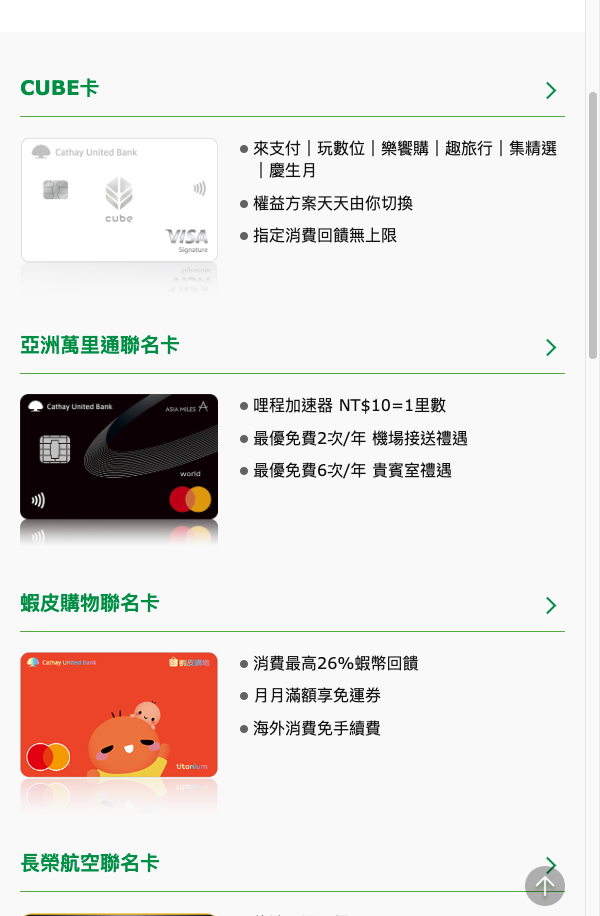 CUBE卡
Cathay United Bank
cube
VISA
Signature
來支付｜玩數位｜樂饗購｜趣旅行｜集精選
｜慶生月
權益方案天天由你切換
指定消費回饋無上限
亞洲萬里通聯名卡
Cathay United Bank
ASIA MILES
world
哩程加速器 NT$10=1里數
最優免費2次/年 機場接送禮遇
最優免費6次/年 貴賓室禮遇
蝦皮購物聯名卡
Cathay United Bank
蝦皮購物
titanium
消費最高26%蝦幣回饋
月月滿額享免運券
海外消費免手續費
長榮航空聯名卡